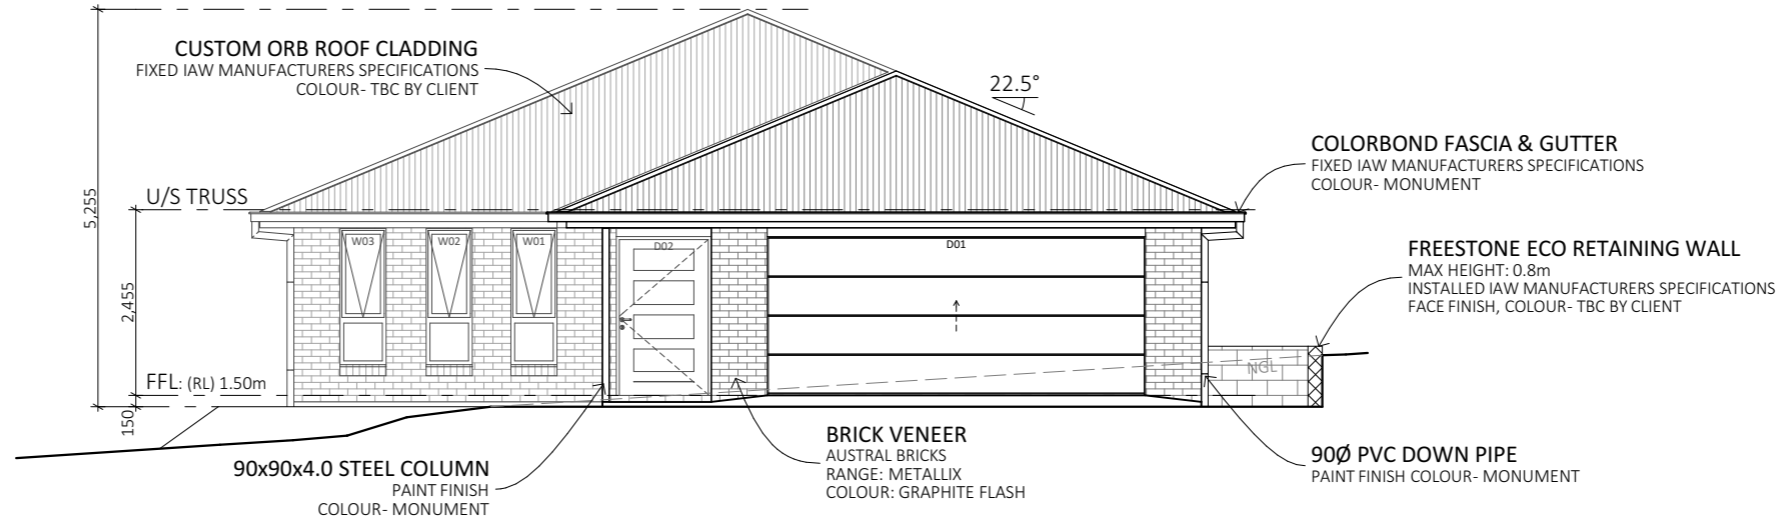 CUSTOM ORB ROOF CLADDING
FIXED IAW MANUFACTURERS SPECIFICATIONS
COLOUR- TBC BY CLIENT
22.5°
COLORBOND FASCIA & GUTTER
FIXED IAW MANUFACTURERS SPECIFICATIONS
COLOUR- MONUMENT
5,255
U/S TRUSS
W03
W02
W01
D02
D01
FREESTONE ECO RETAINING WALL
MAX HEIGHT: 0.8m
INSTALLED IAW MANUFACTURERS SPECIFICATIONS
FACE FINISH, COLOUR- TBC BY CLIENT
2,455
NGL
FFL: (RL) 1.50m
150
BRICK VENEER
AUSTRAL BRICKS
RANGE: METALLIX
COLOUR: GRAPHITE FLASH
90x90x4.0 STEEL COLUMN
PAINT FINISH
COLOUR- MONUMENT
90Ø PVC DOWN PIPE
PAINT FINISH COLOUR- MONUMENT